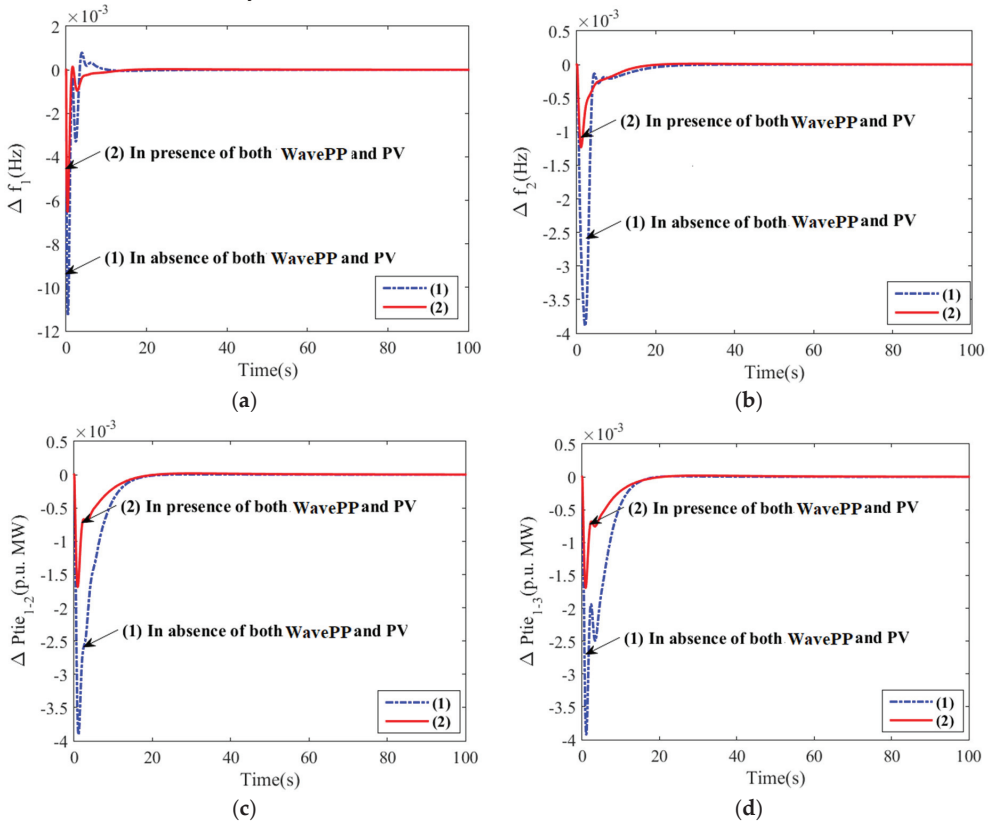 ×10⁻³
2
0
-2
-4
-6
-8
-10
-12
Δ f₁(Hz)
(2) In presence of both WavePP and PV
(1) In absence of both WavePP and PV
(1)
(2)
0 20 40 60 80 100
Time(s)
(a)
×10⁻³
0.5
0
-0.5
-1
-1.5
-2
-2.5
-3
-3.5
-4
Δ f₂(Hz)
(2) In presence of both WavePP and PV
(1) In absence of both WavePP and PV
(1)
(2)
0 20 40 60 80 100
Time(s)
(b)
×10⁻³
0.5
0
-0.5
-1
-1.5
-2
-2.5
-3
-3.5
-4
Δ Ptie₁₋₂(p.u. MW)
(2) In presence of both WavePP and PV
(1) In absence of both WavePP and PV
(1)
(2)
0 20 40 60 80 100
Time(s)
(c)
×10⁻³
0.5
0
-0.5
-1
-1.5
-2
-2.5
-3
-3.5
-4
Δ Ptie₁₋₃(p.u. MW)
(2) In presence of both WavePP and PV
(1) In absence of both WavePP and PV
(1)
(2)
0 20 40 60 80 100
Time(s)
(d)